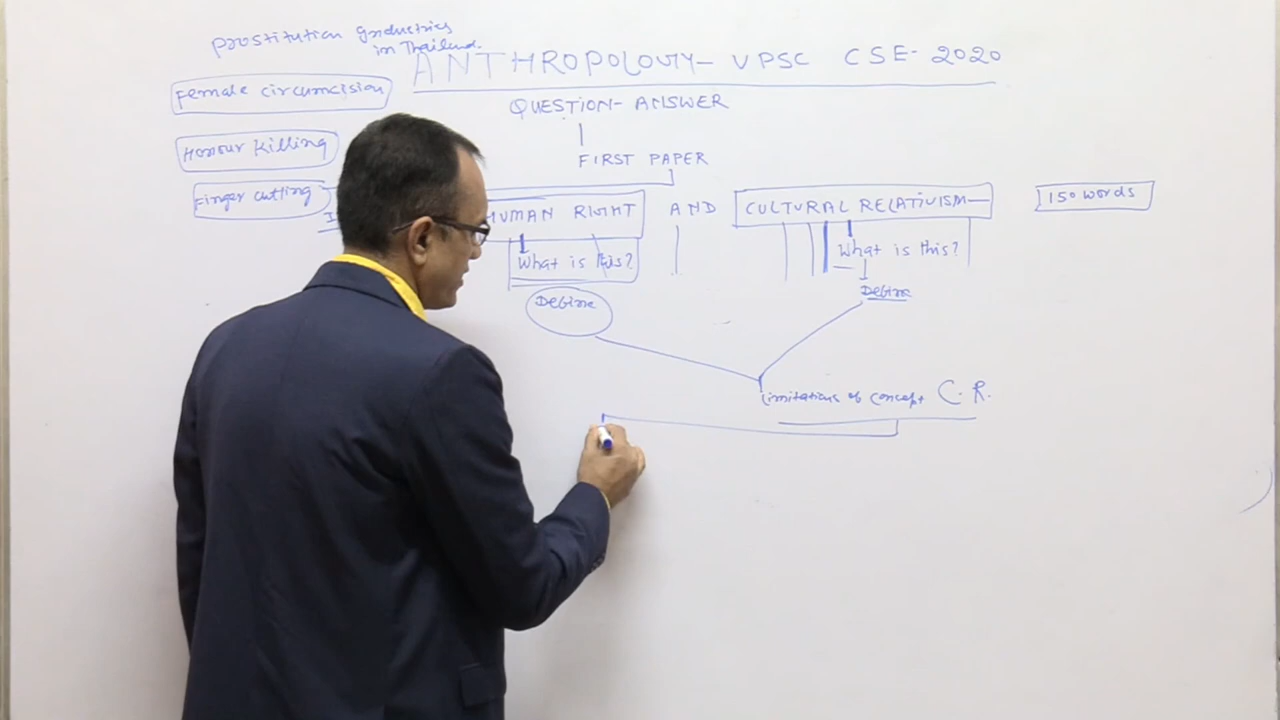 Prostitution Industries
in Thailand.
ANTHROPOLOGY- UPSC CSE- 2020
Female circumcision
QUESTION- ANSWER
Honour Killing
FIRST PAPER
Finger cutting
HUMAN RIGHT AND CULTURAL RELATIVISM- 150 words
What is this? What is this?
Define Define
Limitations of concept C.R.